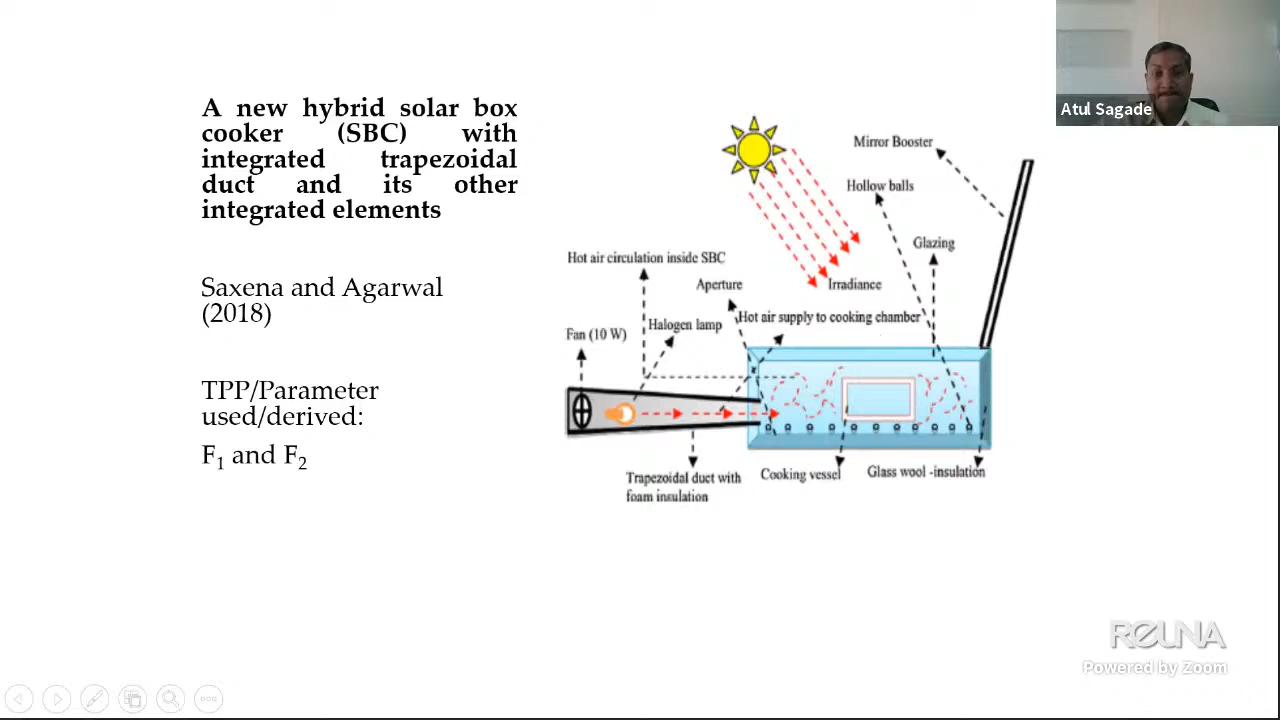 A new hybrid solar box
cooker (SBC) with
integrated trapezoidal
duct and its other
integrated elements
Saxena and Agarwal
(2018)
TPP/Parameter
used/derived:
F₁ and F₂
Atul Sagade
Mirror Booster
Hollow balls
Glazing
Hot air circulation inside SBC
Aperture
Irradiance
Hot air supply to cooking chamber
Halogen lamp
Fan (10 W)
Trapezoidal duct with
foam insulation
Cooking vessel
Glass wool -insulation
REUNA
Powered by Zoom